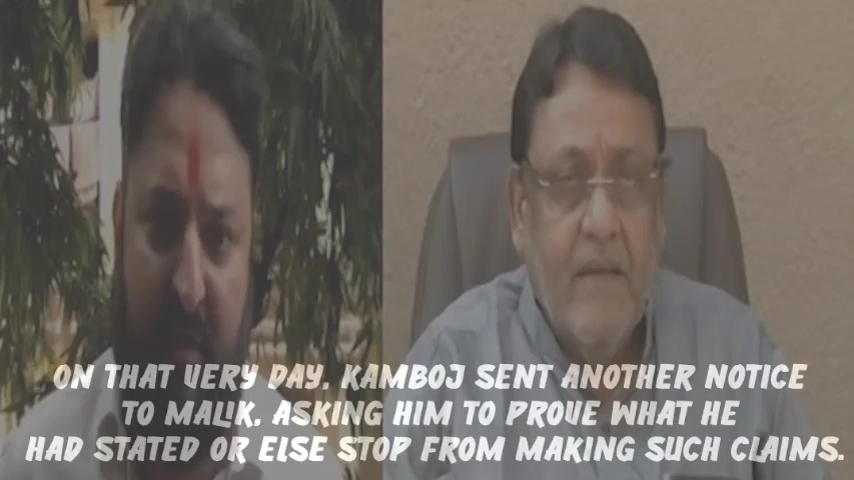 ON THAT VERY DAY, KAMBOJ SENT ANOTHER NOTICE
TO MALIK, ASKING HIM TO PROVE WHAT HE
HAD STATED OR ELSE STOP FROM MAKING SUCH CLAIMS.